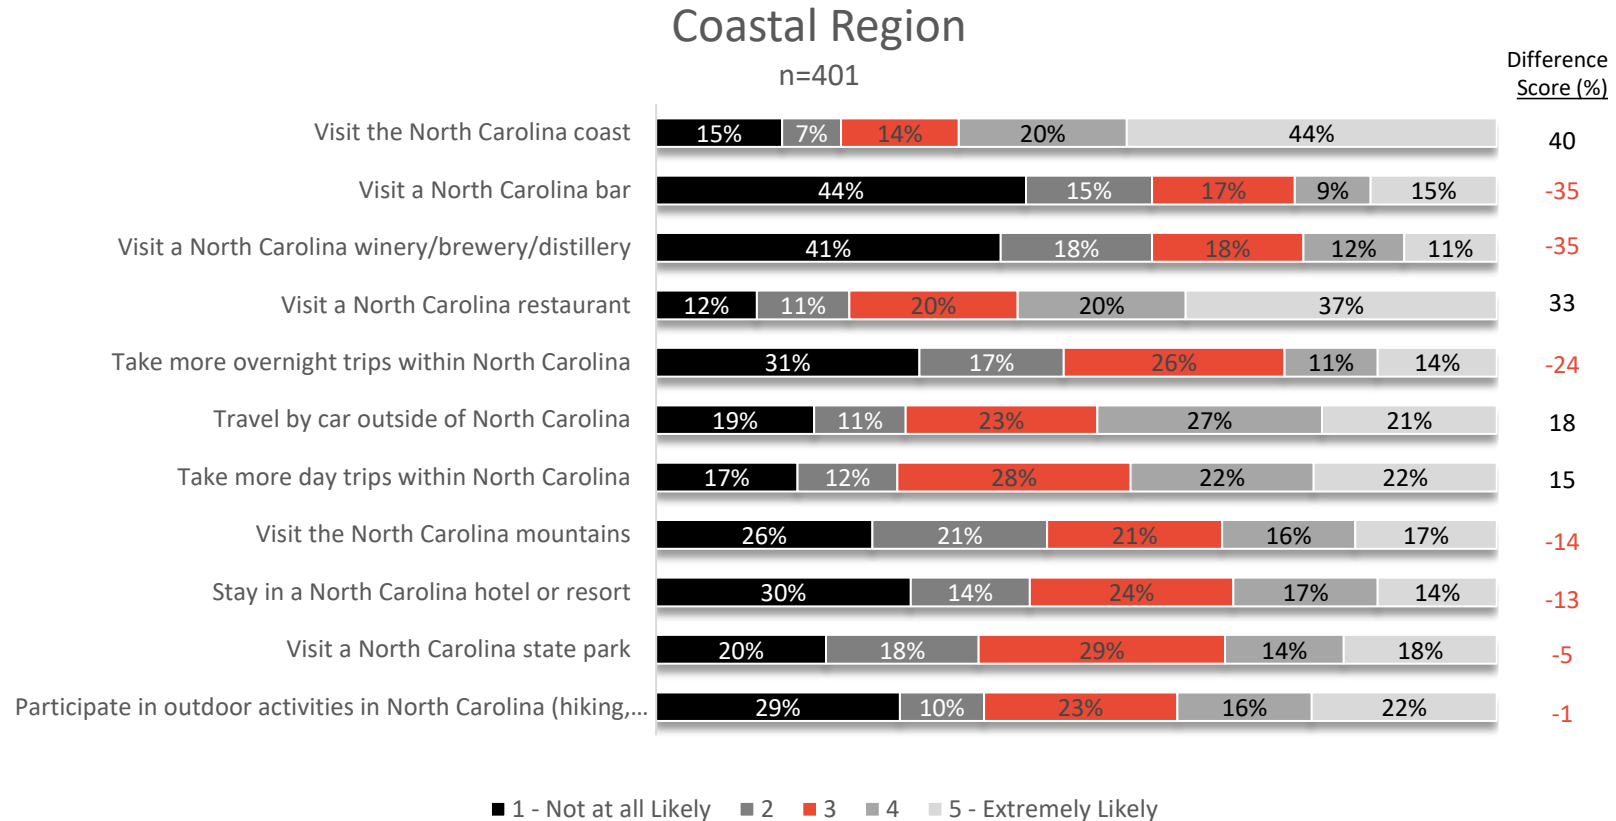 Coastal Region
n=401
Difference
Score (%)
Visit the North Carolina coast 15% 7% 14% 20% 44% 40
Visit a North Carolina bar 44% 15% 17% 9% 15% -35
Visit a North Carolina winery/brewery/distillery 41% 18% 18% 12% 11% -35
Visit a North Carolina restaurant 12% 11% 20% 20% 37% 33
Take more overnight trips within North Carolina 31% 17% 26% 11% 14% -24
Travel by car outside of North Carolina 19% 11% 23% 27% 21% 18
Take more day trips within North Carolina 17% 12% 28% 22% 22% 15
Visit the North Carolina mountains 26% 21% 21% 16% 17% -14
Stay in a North Carolina hotel or resort 30% 14% 24% 17% 14% -13
Visit a North Carolina state park 20% 18% 29% 14% 18% -5
Participate in outdoor activities in North Carolina (hiking,... 29% 10% 23% 16% 22% -1
1 - Not at all Likely 2 3 4 5 - Extremely Likely